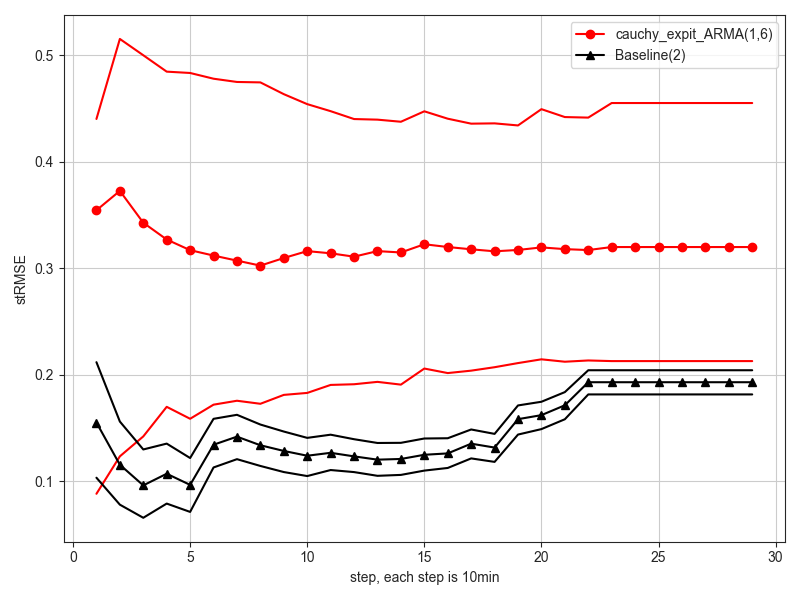 cauchy_expit_ARMA(1,6)
Baseline(2)
0.5
0.4
0.3
0.2
0.1
stRMSE
0 5 10 15 20 25 30
step, each step is 10min